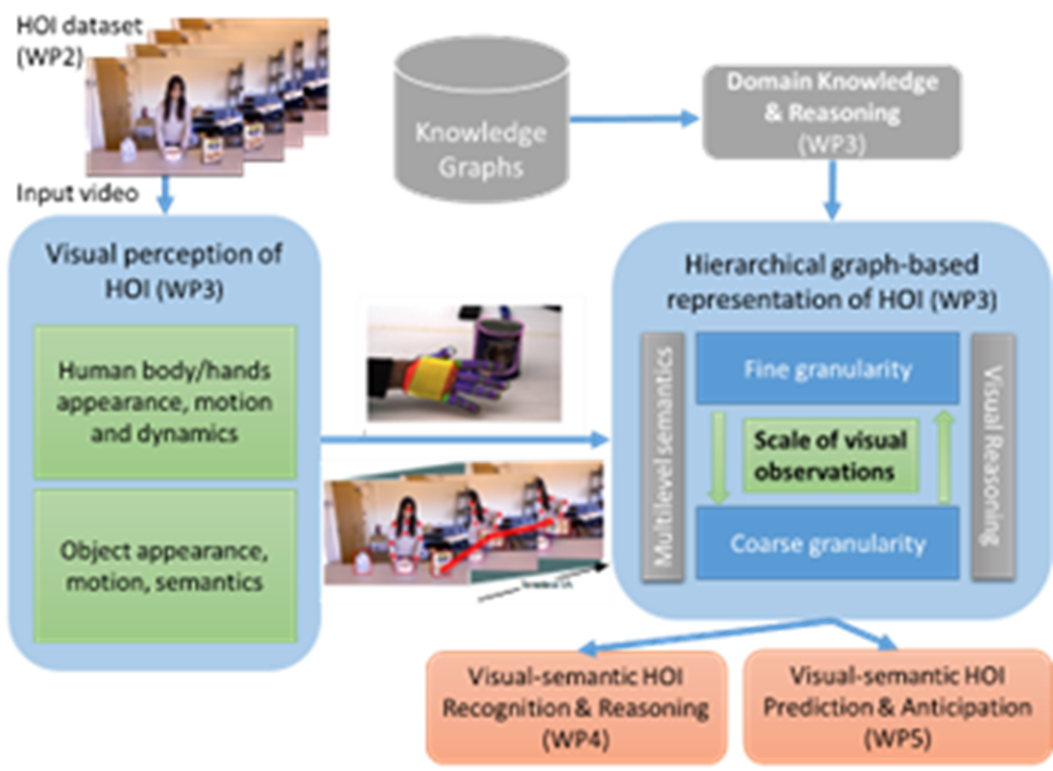 HOI dataset
(WP2)
Input video
Knowledge
Graphs
Domain Knowledge
& Reasoning
(WP3)
Visual perception of
HOI (WP3)
Human body/hands
appearance, motion
and dynamics
Object appearance,
motion, semantics
Hierarchical graph-based
representation of HOI (WP3)
Multilevel semantics
Fine granularity
Scale of visual
observations
Coarse granularity
Visual Reasoning
Visual-semantic HOI
Recognition & Reasoning
(WP4)
Visual-semantic HOI
Prediction & Anticipation
(WP5)